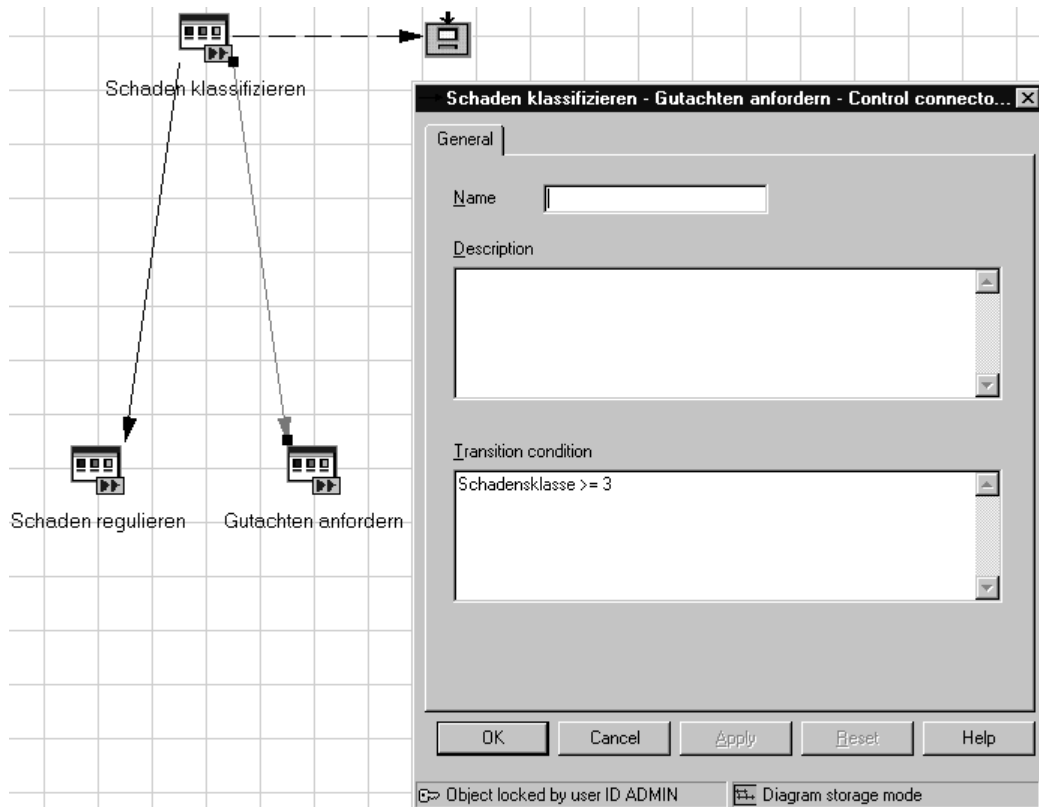 Schaden klassifizieren
Schaden regulieren
Gutachten anfordern
Schaden klassifizieren - Gutachten anfordern - Control connecto...
General
Name
Description
Transition condition
Schadensklasse >= 3
OK
Cancel
Apply
Reset
Help
Object locked by user ID ADMIN
Diagram storage mode